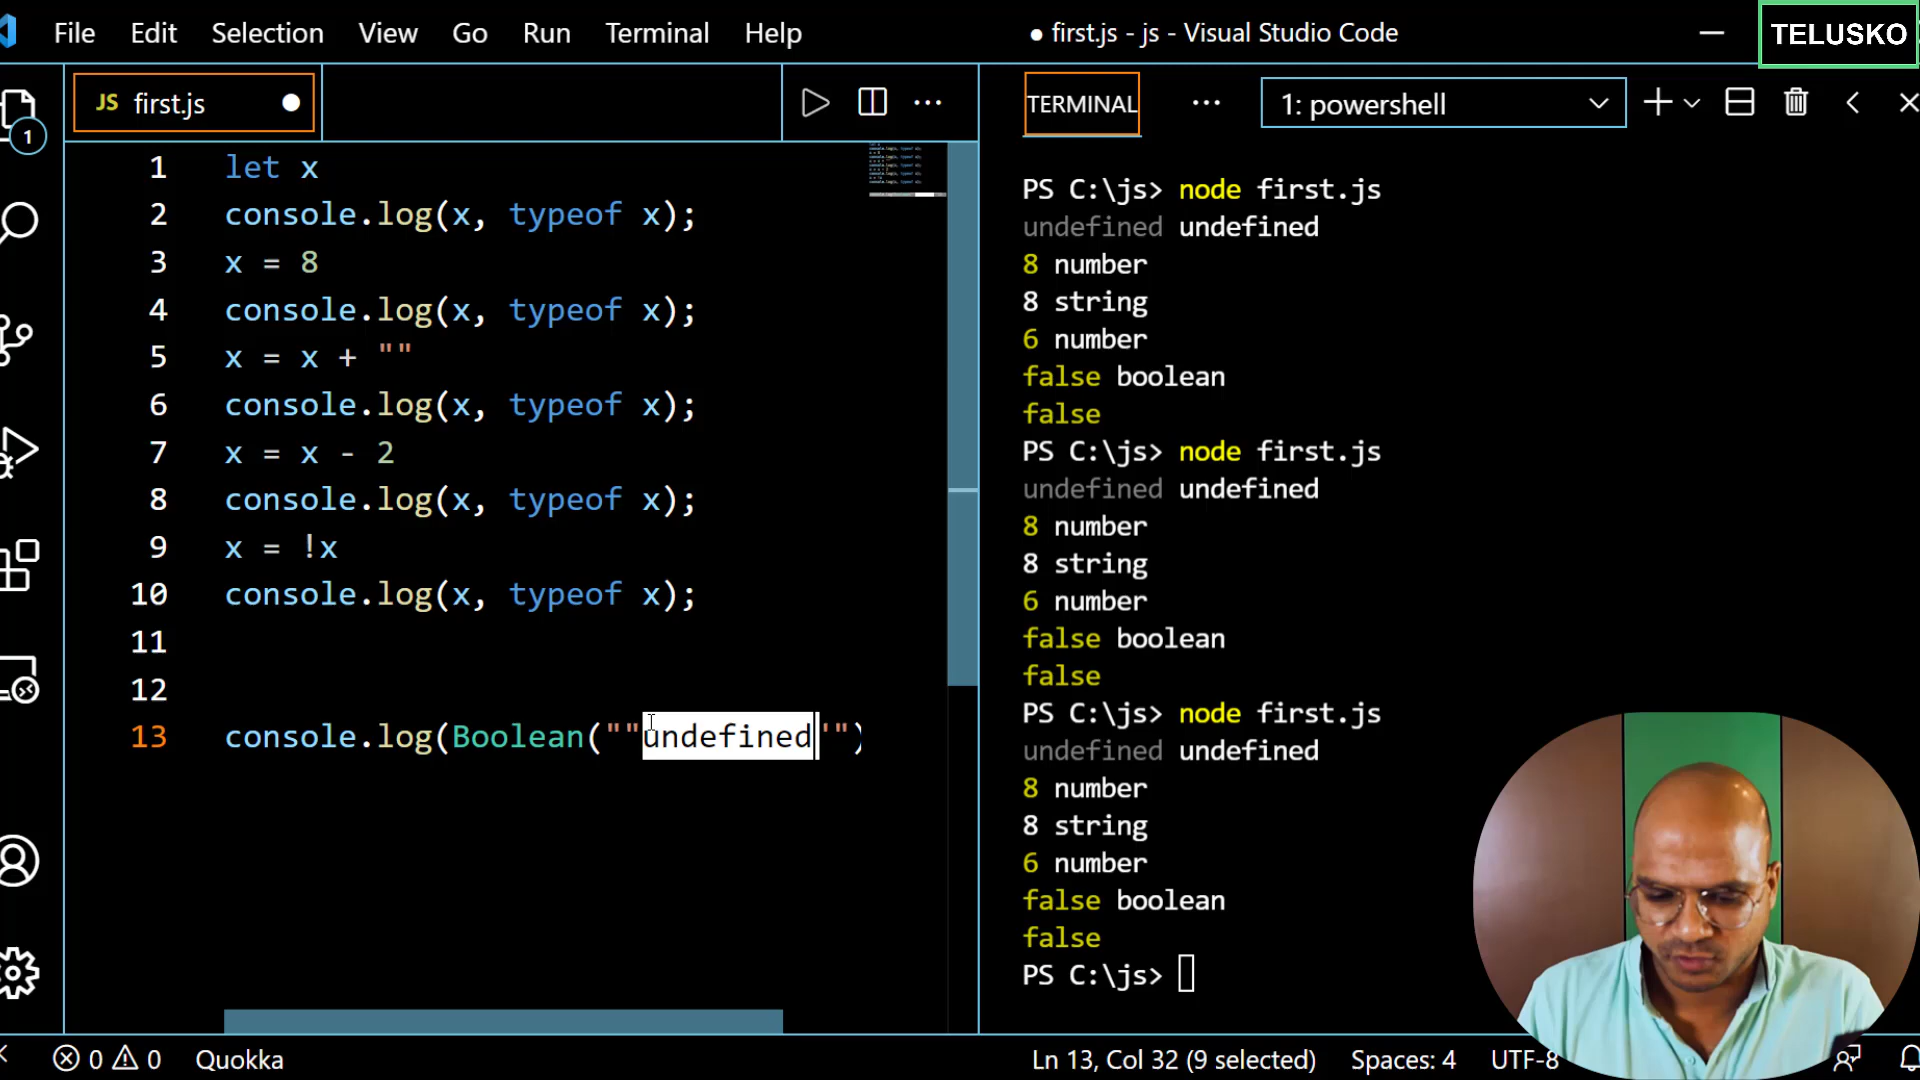 File Edit Selection View Go Run Terminal Help
first.js - js - Visual Studio Code
TELUSKO
JS first.js
TERMINAL
1: powershell
1
1 let x
2 console.log(x, typeof x);
3 x = 8
4 console.log(x, typeof x);
5 x = x + ""
6 console.log(x, typeof x);
7 x = x - 2
8 console.log(x, typeof x);
9 x = !x
10 console.log(x, typeof x);
11
12
13 console.log(Boolean(""undefined'")
PS C:\js> node first.js
undefined undefined
8 number
8 string
6 number
false boolean
false
PS C:\js> node first.js
undefined undefined
8 number
8 string
6 number
false boolean
false
PS C:\js> node first.js
undefined undefined
8 number
8 string
6 number
false boolean
false
PS C:\js>
0 0 Quokka
Ln 13, Col 32 (9 selected) Spaces: 4 UTF-8